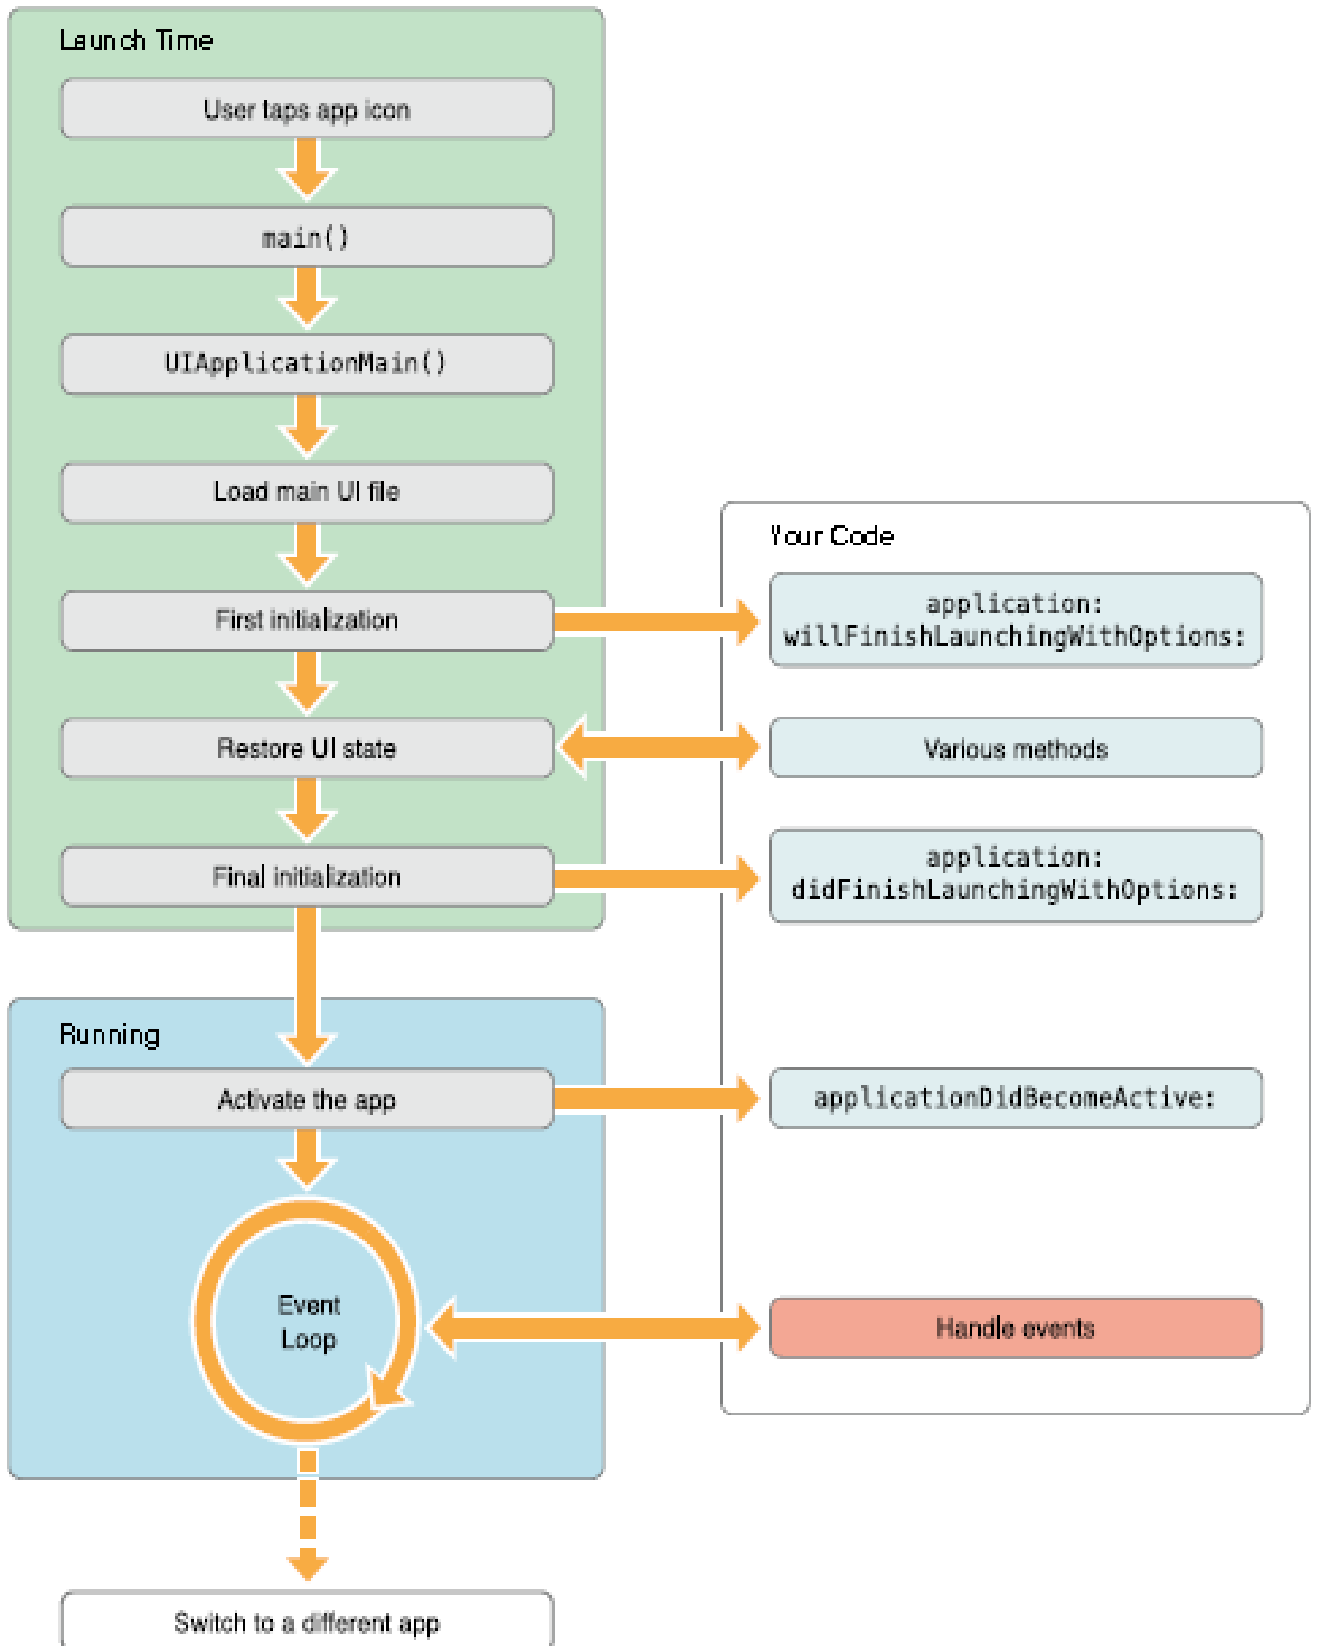 Launch Time
User taps app icon
main()
UIApplicationMain()
Load main UI file
First initialization
Restore UI state
Final initialization
Your Code
application:
willFinishLaunchingWithOptions:
Various methods
application:
didFinishLaunchingWithOptions:
Running
Activate the app
applicationDidBecomeActive:
Event
Loop
Handle events
Switch to a different app